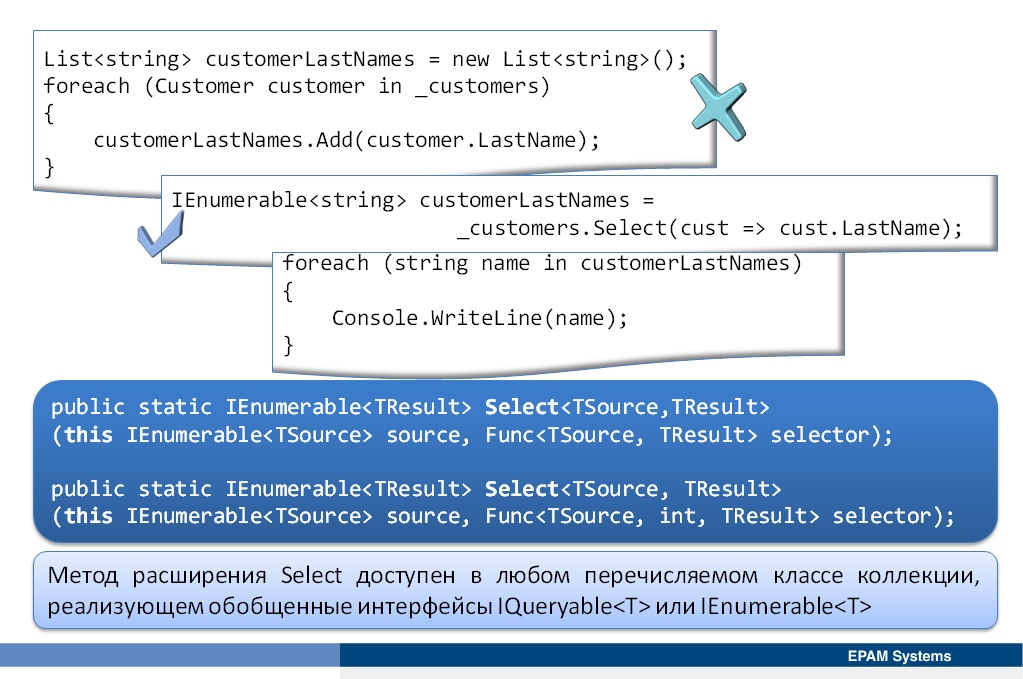 List<string> customerLastNames = new List<string>();
foreach (Customer customer in _customers)
{
    customerLastNames.Add(customer.LastName);
}
IEnumerable<string> customerLastNames =
_customers.Select(cust => cust.LastName);
foreach (string name in customerLastNames)
{
    Console.WriteLine(name);
}
public static IEnumerable<TResult> Select<TSource,TResult>
(this IEnumerable<TSource> source, Func<TSource, TResult> selector);
public static IEnumerable<TResult> Select<TSource, TResult>
(this IEnumerable<TSource> source, Func<TSource, int, TResult> selector);
Метод расширения Select доступен в любом перечисляемом классе коллекции,
реализующем обобщенные интерфейсы IQueryable<T> или IEnumerable<T>
EPAM Systems